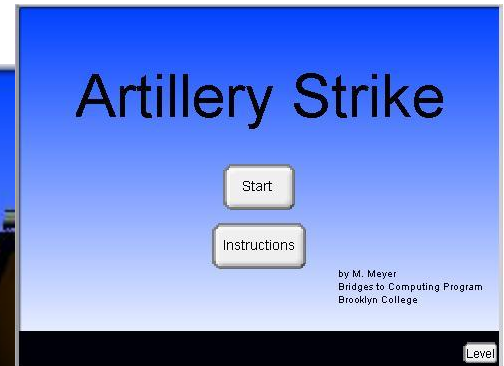 Artillery Strike
Start
Instructions
by M. Meyer
Bridges to Computing Program
Brooklyn College
Level